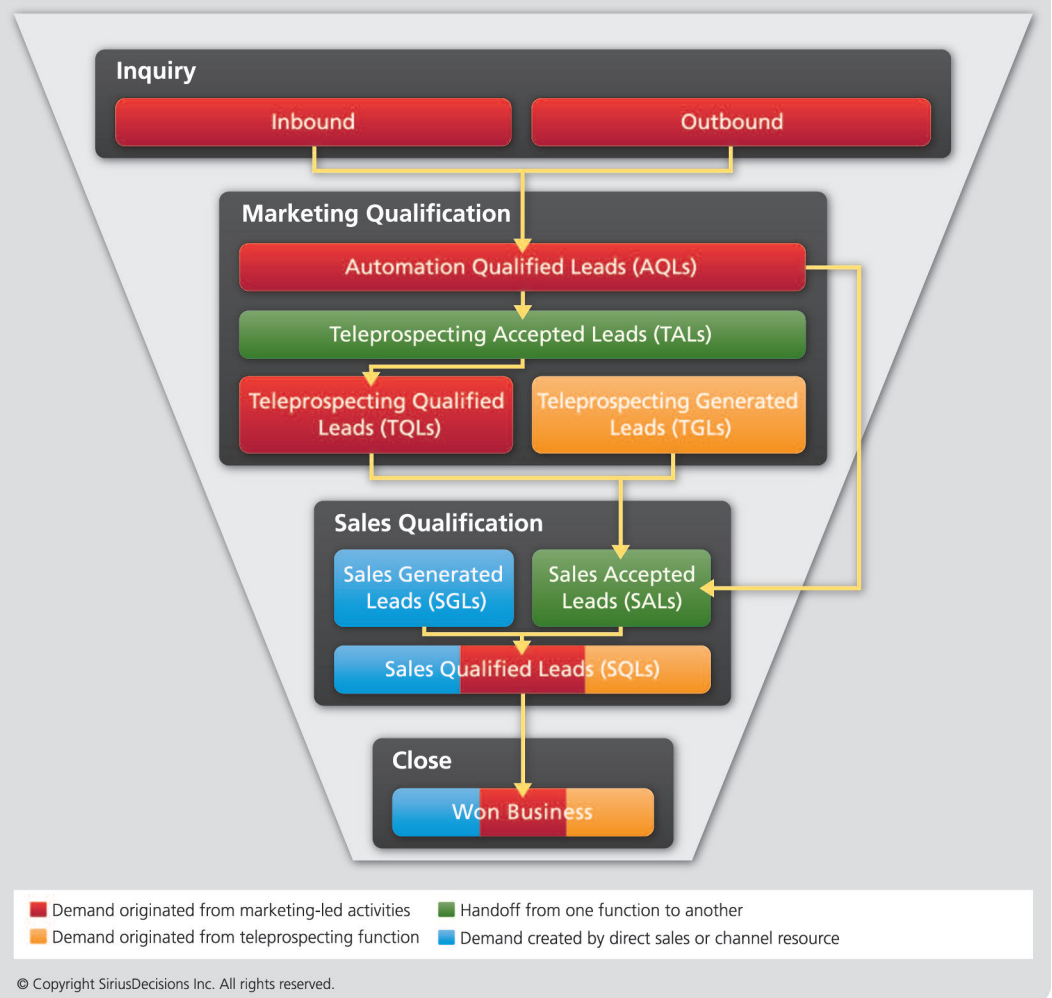 Inquiry
Inbound
Outbound
Marketing Qualification
Automation Qualified Leads (AQLs)
Teleprospecting Accepted Leads (TALs)
Teleprospecting Qualified
Leads (TQLs)
Teleprospecting Generated
Leads (TGLs)
Sales Qualification
Sales Generated
Leads (SGLs)
Sales Accepted
Leads (SALs)
Sales Qualified Leads (SQLs)
Close
Won Business
Demand originated from marketing-led activities
Handoff from one function to another
Demand originated from teleprospecting function
Demand created by direct sales or channel resource
© Copyright SiriusDecisions Inc. All rights reserved.